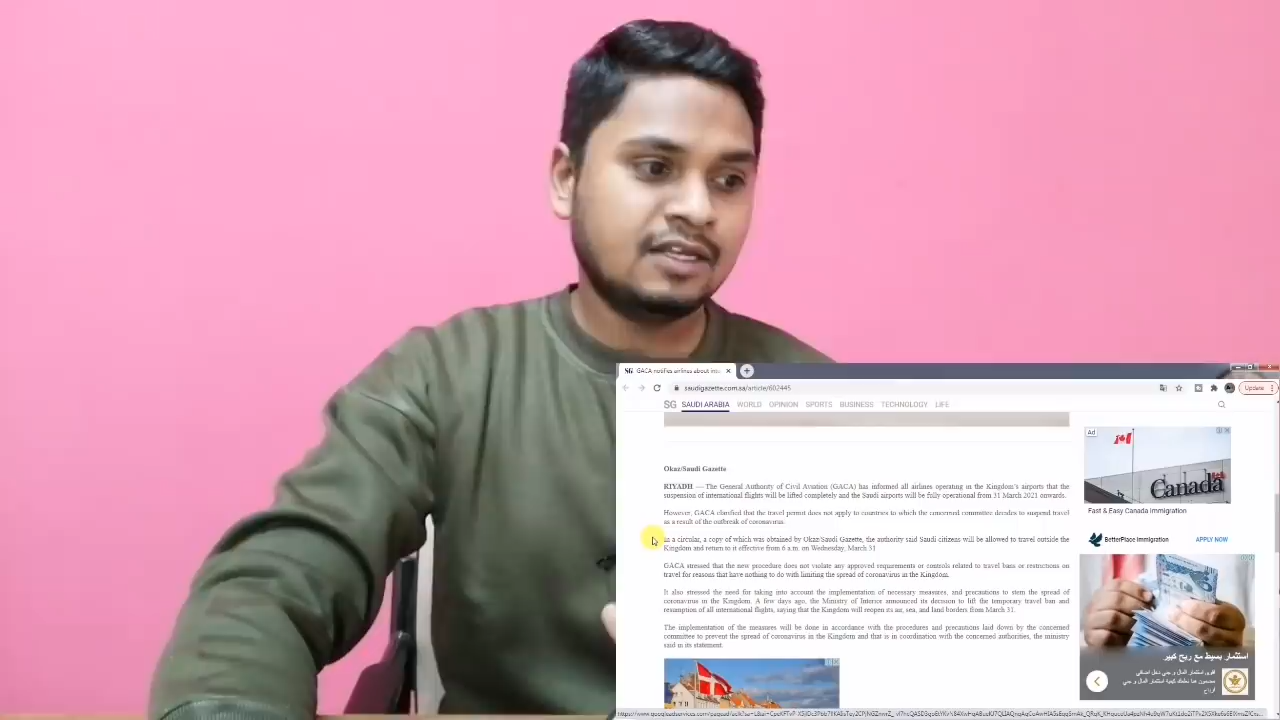 GACA notifies airlines about inte
saudigazette.com.sa/article/602445
Update
SG SAUDI ARABIA WORLD OPINION SPORTS BUSINESS TECHNOLOGY LIFE
Okaz/Saudi Gazette
RIYADH — The General Authority of Civil Aviation (GACA) has informed all airlines operating in the Kingdom's airports that the
suspension of international flights will be lifted completely and the Saudi airports will be fully operational from 31 March 2021 onwards.
However, GACA clarified that the travel permit does not apply to countries to which the concerned committee decides to suspend travel
as a result of the outbreak of coronavirus.
In a circular, a copy of which was obtained by Okaz/Saudi Gazette, the authority said Saudi citizens will be allowed to travel outside the
Kingdom and return to it effective from 6 a.m. on Wednesday, March 31
GACA stressed that the new procedure does not violate any approved requirements or controls related to travel bans or restrictions on
travel for reasons that have nothing to do with limiting the spread of coronavirus in the Kingdom.
It also stressed the need for taking into account the implementation of necessary measures, and precautions to stem the spread of
coronavirus in the Kingdom. A few days ago, the Ministry of Interior announced its decision to lift the temporary travel ban and
resumption of all international flights, saying that the Kingdom will reopen its air, sea, and land borders from March 31.
The implementation of the measures will be done in accordance with the procedures and precautions laid down by the concerned
committee to prevent the spread of coronavirus in the Kingdom and that is in coordination with the concerned authorities, the ministry
said in its statement.
Ad
Canada
Fast & Easy Canada Immigration
BetterPlace Immigration APPLY NOW
استثمار بسيط مع ربح كبير